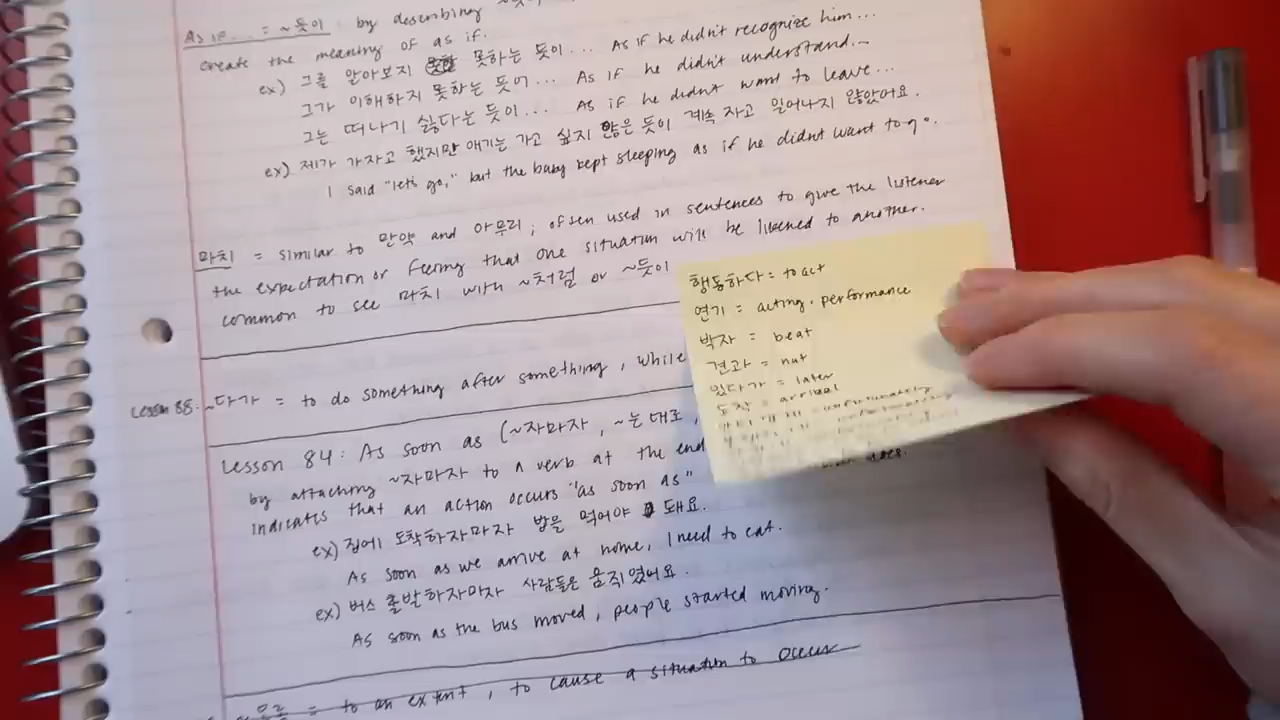 As if... = ~듯이 by describing
create the meaning of as if.
ex) 그를 알아보지 못하는 듯이... As if he didn't recognize him...
그가 이해하지 못하는 듯이... As if he didn't understand...
그는 떠나기 싫다는 듯이... As if he didn't want to leave...
ex) 제가 가자고 했지만 애기는 가고 싶지 않은 듯이 계속 자고 일어나지 않았어요.
I said "let's go," but the baby kept sleeping as if he didn't want to go.
마치 = similar to 만약 and 아무리; often used in sentences to give the listener
the expectation or feeling that one situation will be likened to another.
common to see 마치 with ~처럼 or ~듯이
Lesson 88: ~다가 = to do something after something, while
Lesson 84: As soon as (~자마자, ~는 대로,
by attaching ~자마자 to a verb at the end
indicates that an action occurs "as soon as" does.
ex) 집에 도착하자마자 밥을 먹어야 돼요.
As soon as we arrive at home, I need to eat.
ex) 버스 출발하자마자 사람들은 움직였어요.
As soon as the bus moved, people started moving.
= to an extent, to cause a situation to occur
행동하다 = to act
연기 = acting, performance
박자 = beat
견과 = nut
있다가 = later
도착 = arrival